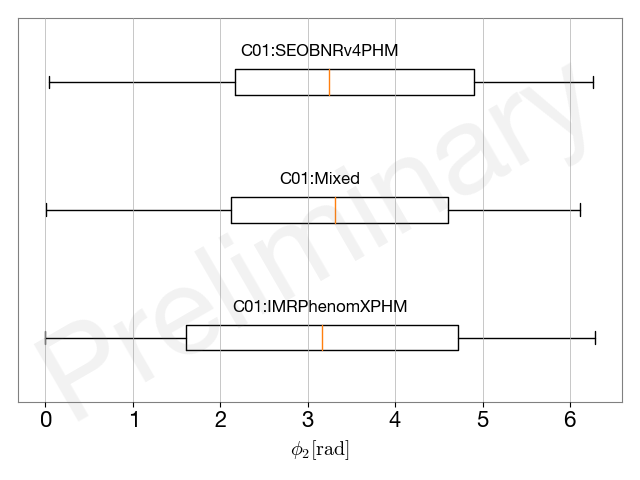 C01:SEOBNRv4PHM
C01:Mixed
C01:IMRPhenomXPHM
Preliminary
0 1 2 3 4 5 6
ϕ₂[rad]